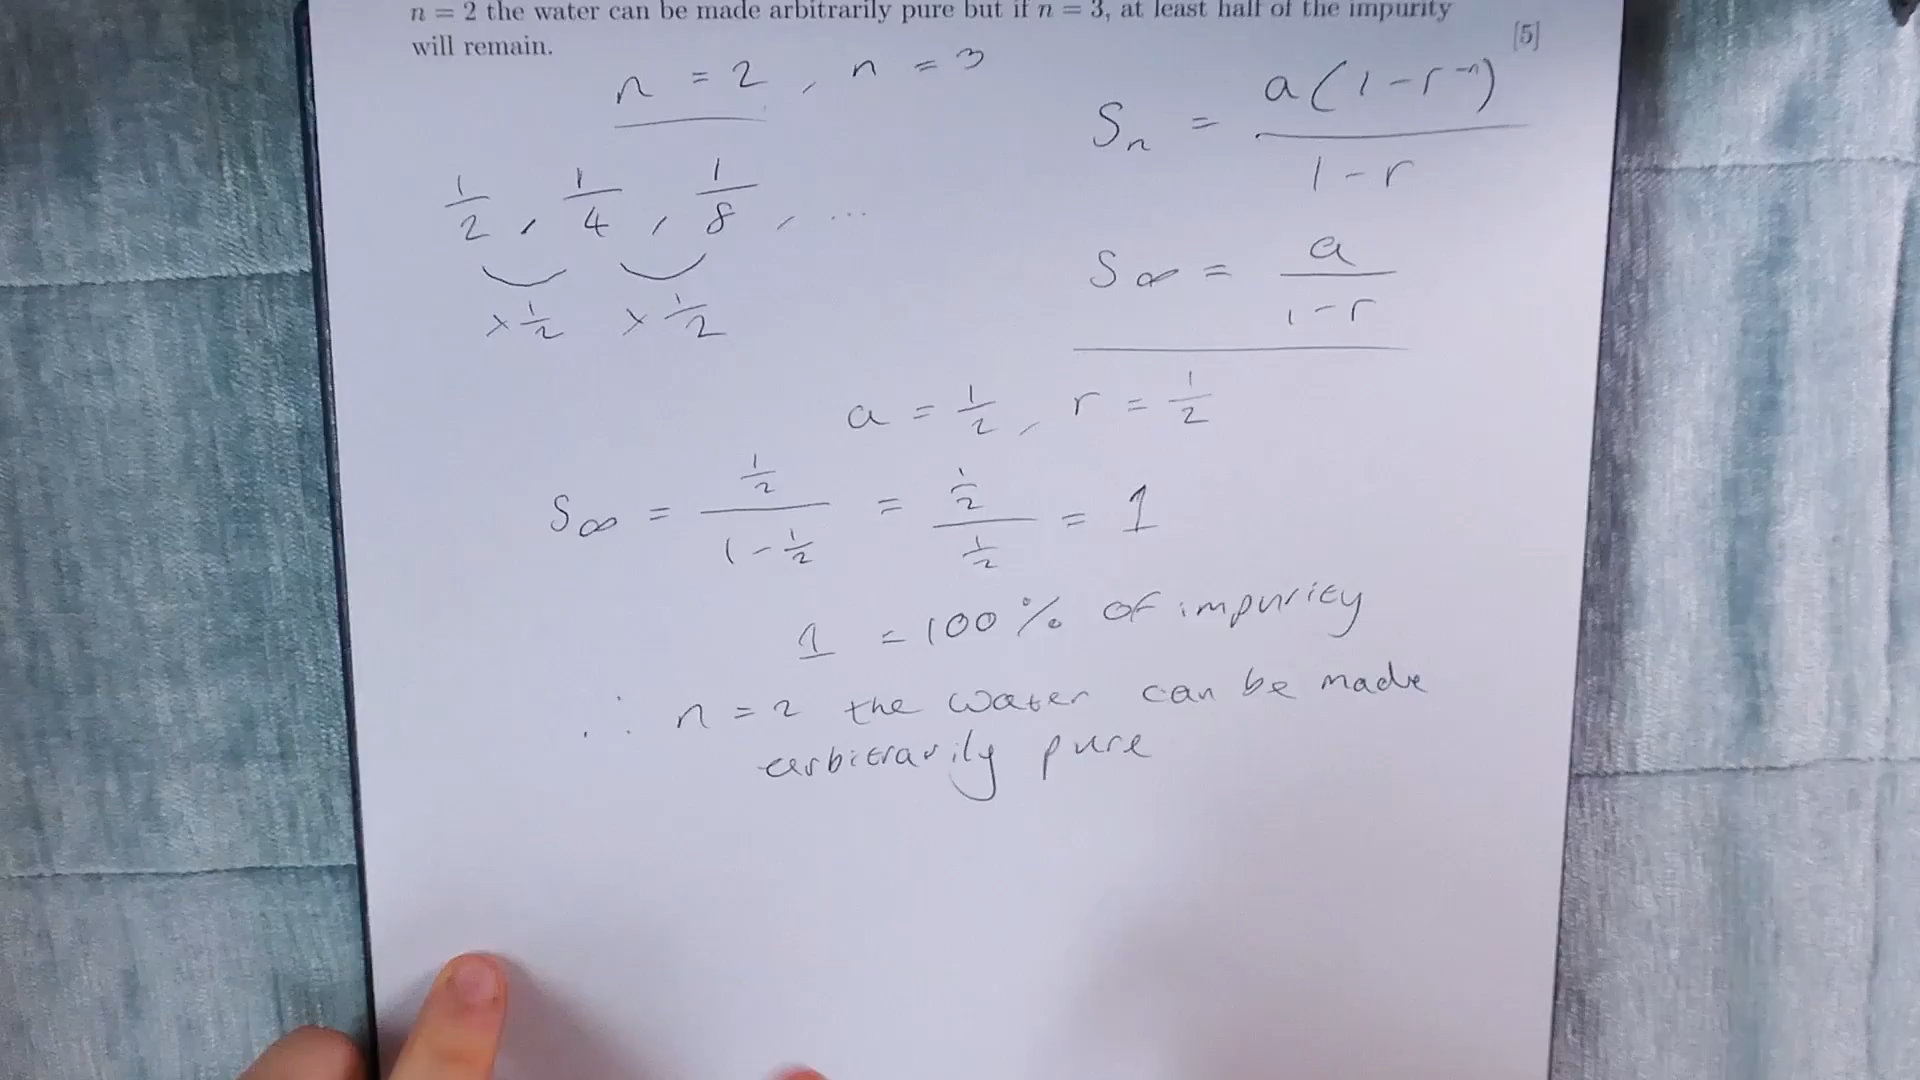 n = 2 the water can be made arbitrarily pure but if n = 3, at least half of the impurity
will remain.
[5]
n = 2 , n = 3
Sₙ = a(1-r⁻ⁿ) / 1-r
1/2 , 1/4 , 1/8 , ...
S∞ = a / 1-r
×1/2 ×1/2
a = 1/2 , r = 1/2
S∞ = 1/2 / 1-1/2 = 1/2 / 1/2 = 1
1 = 100% of impurity
∴ n = 2 the water can be made
arbitrarily pure